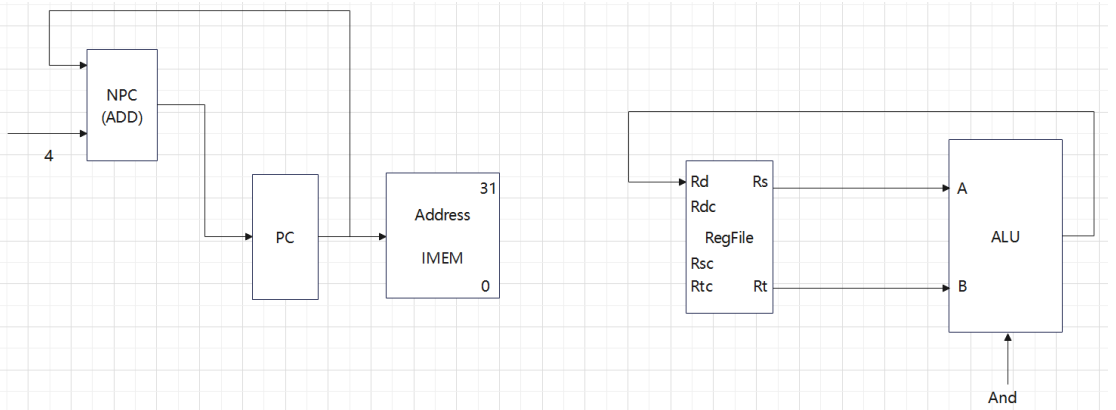 NPC
(ADD)
4
PC
31
Address
IMEM
0
Rd Rs
Rdc
RegFile
Rsc
Rtc Rt
A
ALU
B
And